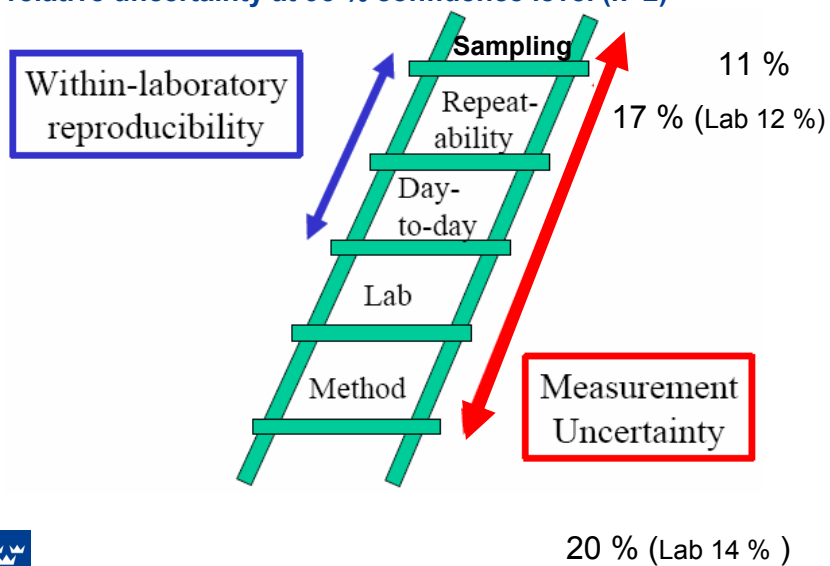 Sampling
11 %
Within-laboratory
reproducibility
Repeat-
ability
17 % (Lab 12 %)
Day-
to-day
Lab
Method
Measurement
Uncertainty
20 % (Lab 14 % )